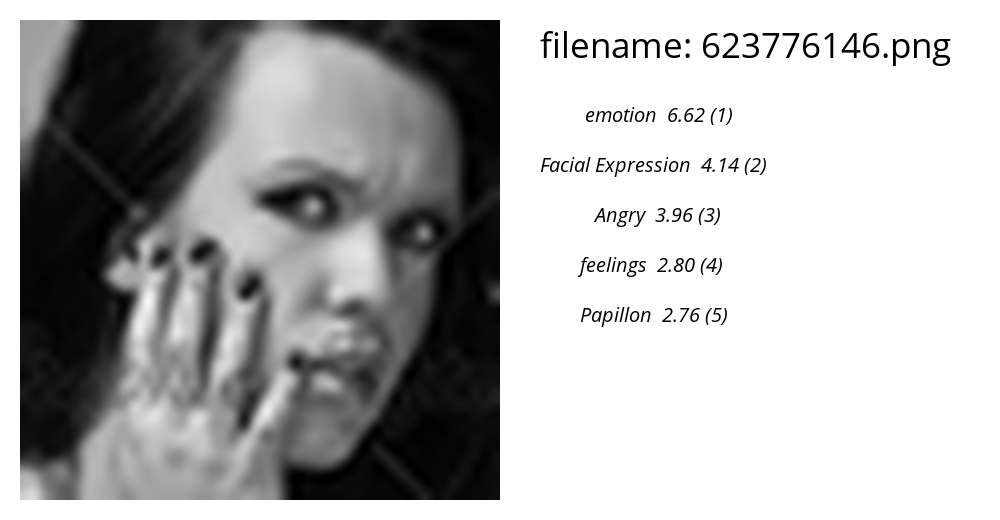 filename: 623776146.png
emotion 6.62 (1)
Facial Expression 4.14 (2)
Angry 3.96 (3)
feelings 2.80 (4)
Papillon 2.76 (5)